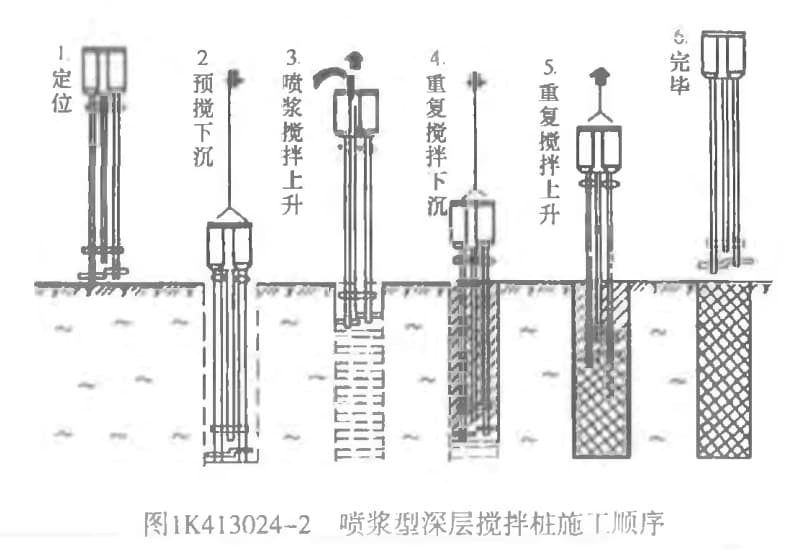 1.定位
2预搅下沉
3.喷浆搅拌上升
4.重复搅拌下沉
5.重复搅拌上升
6.完毕
图1K413024-2 喷浆型深层搅拌桩施工顺序